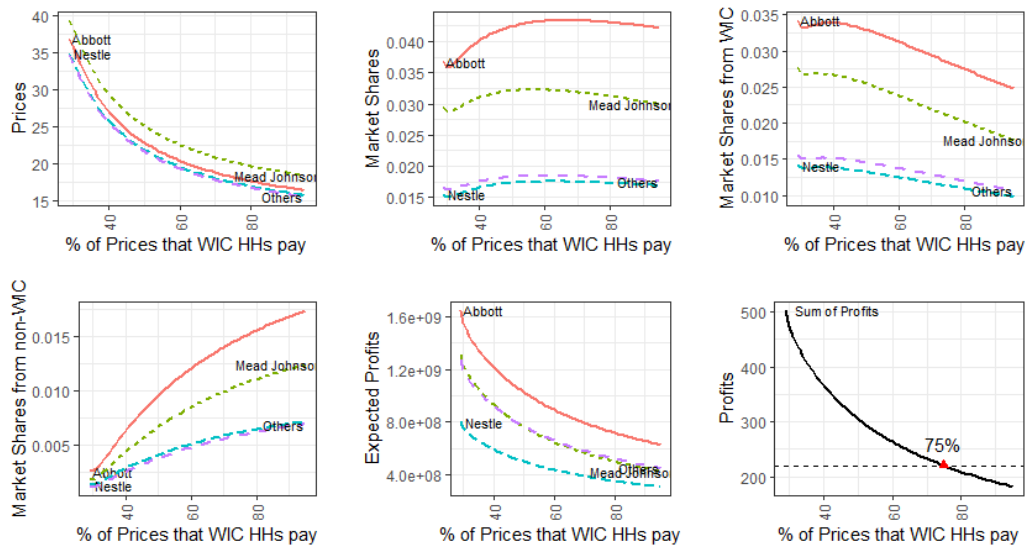 Prices
40
35
30
25
20
15
Abbott
Nestle
Mead Johnson
Others
40
60
80
% of Prices that WIC HHs pay
Market Shares
0.040
0.035
0.030
0.025
0.020
0.015
Abbott
Mead Johnson
Others
Nestle
40
60
80
% of Prices that WIC HHs pay
Market Shares from WIC
0.035
0.030
0.025
0.020
0.015
0.010
Abbott
Mead Johnson
Nestle
Others
40
60
80
% of Prices that WIC HHs pay
Market Shares from non-WIC
0.015
0.010
0.005
Mead Johnson
Others
Abbott
Nestle
40
60
80
% of Prices that WIC HHs pay
Expected Profits
1.6e+09
1.2e+09
8.0e+08
4.0e+08
Abbott
Nestle
Others
Mead Johnson
40
60
80
% of Prices that WIC HHs pay
Profits
500
400
300
200
Sum of Profits
75%
40
60
80
% of Prices that WIC HHs pay